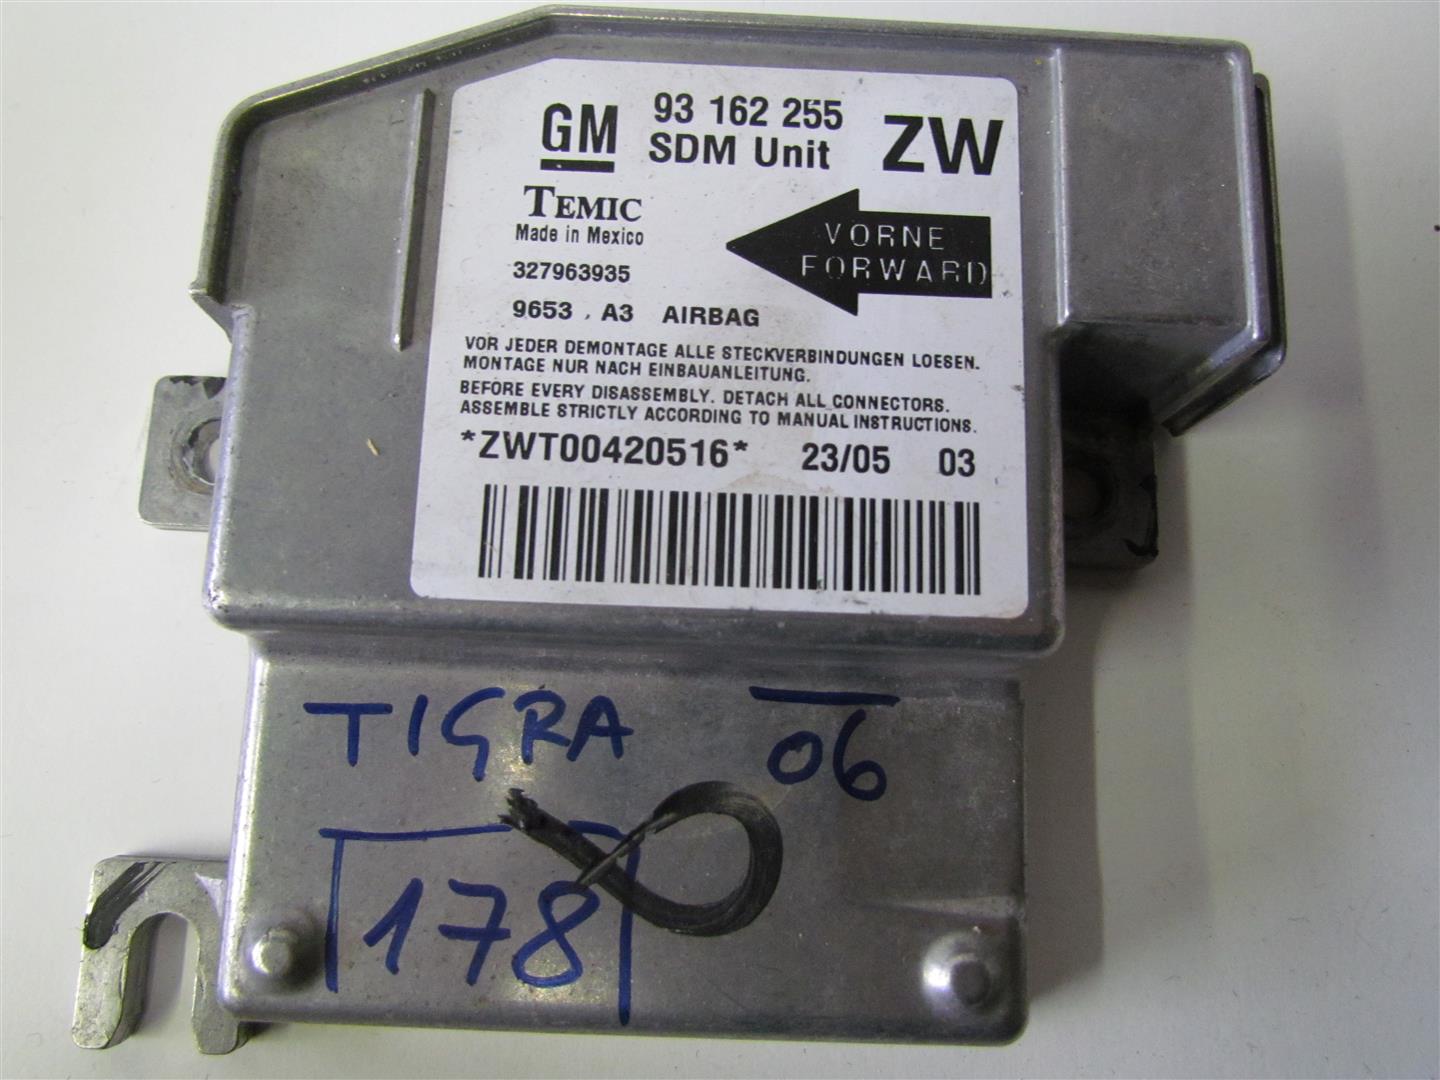 GM 93 162 255 ZW
SDM Unit
TEMIC
Made in Mexico
VORNE
FORWARD
327963935
9653 A3 AIRBAG
VOR JEDER DEMONTAGE ALLE STECKVERBINDUNGEN LOESEN.
MONTAGE NUR NACH EINBAUANLEITUNG.
BEFORE EVERY DISASSEMBLY. DETACH ALL CONNECTORS.
ASSEMBLE STRICTLY ACCORDING TO MANUAL INSTRUCTIONS.
*ZWT00420516* 23/05 03
TIGRA 06
178